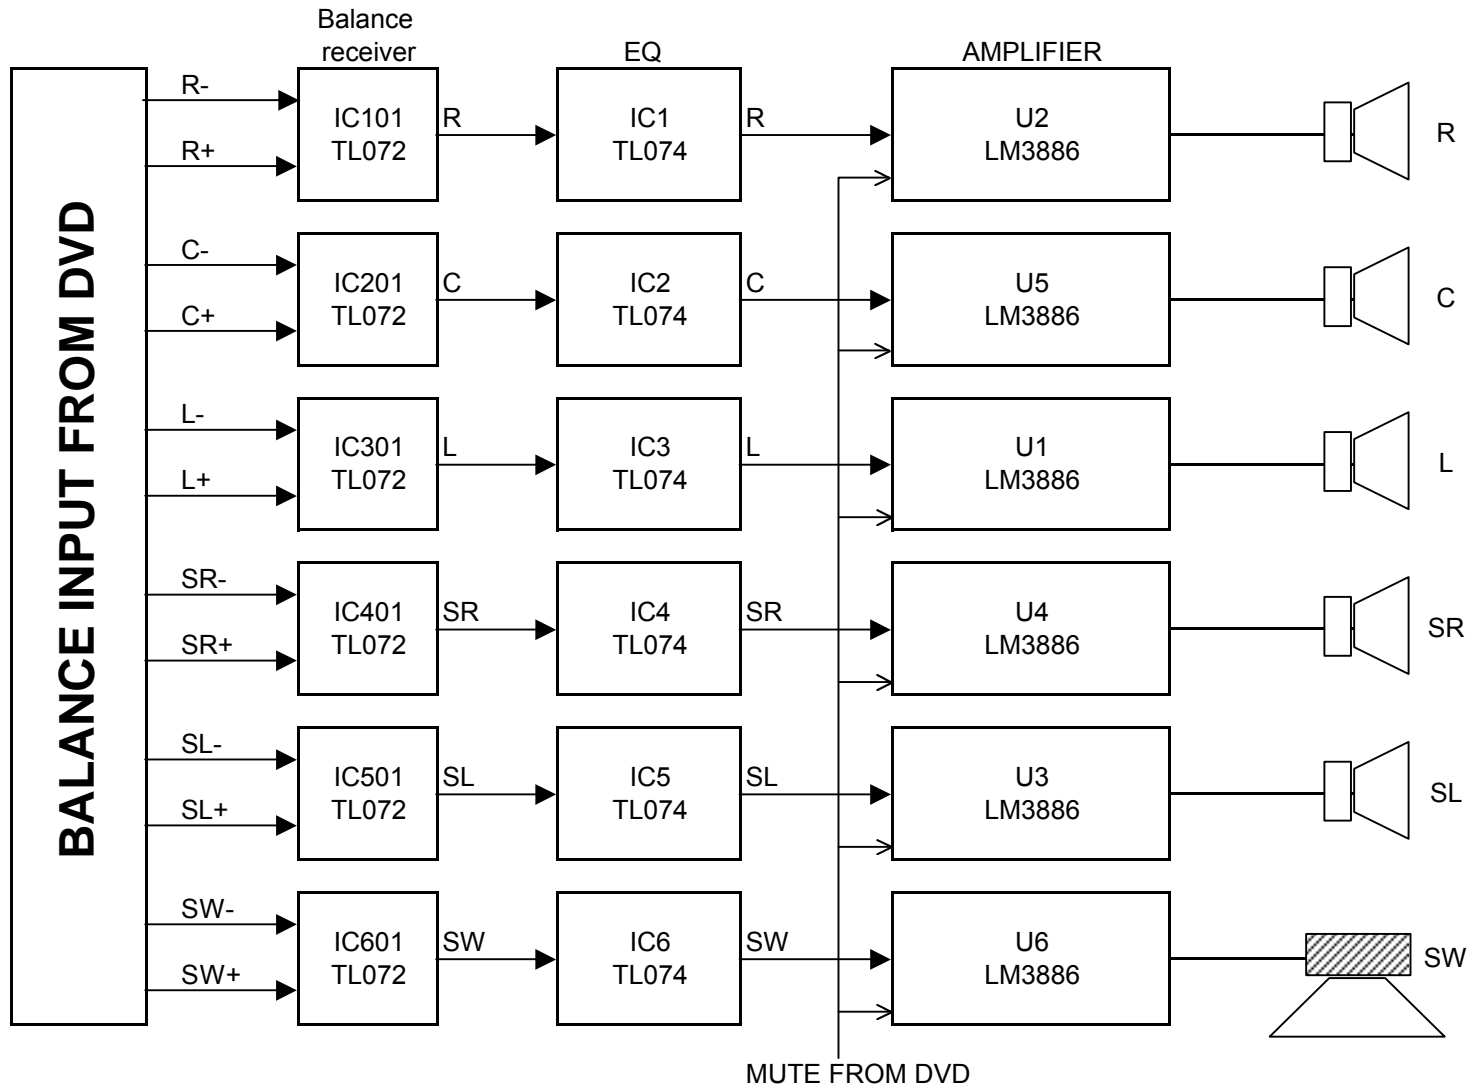 Balance
receiver
EQ
AMPLIFIER
BALANCE INPUT FROM DVD
R-
R+
IC101
TL072
R
IC1
TL074
R
U2
LM3886
R
C-
C+
IC201
TL072
C
IC2
TL074
C
U5
LM3886
C
L-
L+
IC301
TL072
L
IC3
TL074
L
U1
LM3886
L
SR-
SR+
IC401
TL072
SR
IC4
TL074
SR
U4
LM3886
SR
SL-
SL+
IC501
TL072
SL
IC5
TL074
SL
U3
LM3886
SL
SW-
SW+
IC601
TL072
SW
IC6
TL074
SW
U6
LM3886
SW
MUTE FROM DVD